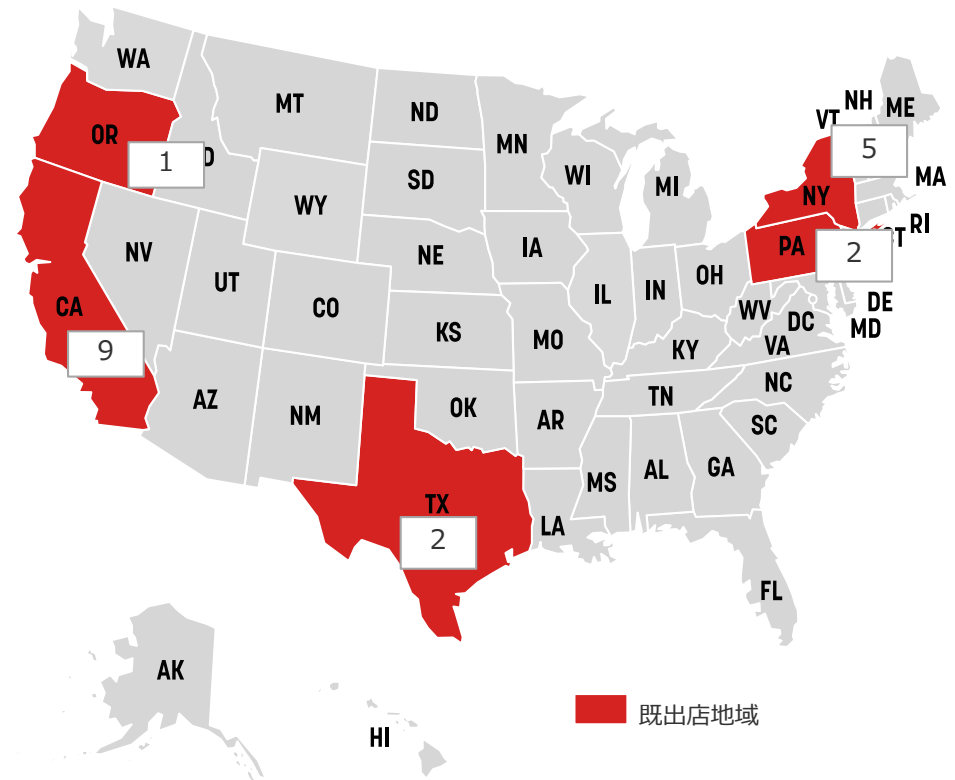 WA
MT
ND
MN
VT
NH
ME
OR
1
D
SD
WI
MI
5
MA
WY
NY
RI
NV
NE
IA
PA
2
CT
UT
CO
IL
IN
OH
DE
CA
KS
MO
WV
DC
MD
9
KY
VA
AZ
NM
OK
AR
TN
NC
SC
TX
MS
AL
GA
2
LA
FL
AK
HI
既出店地域